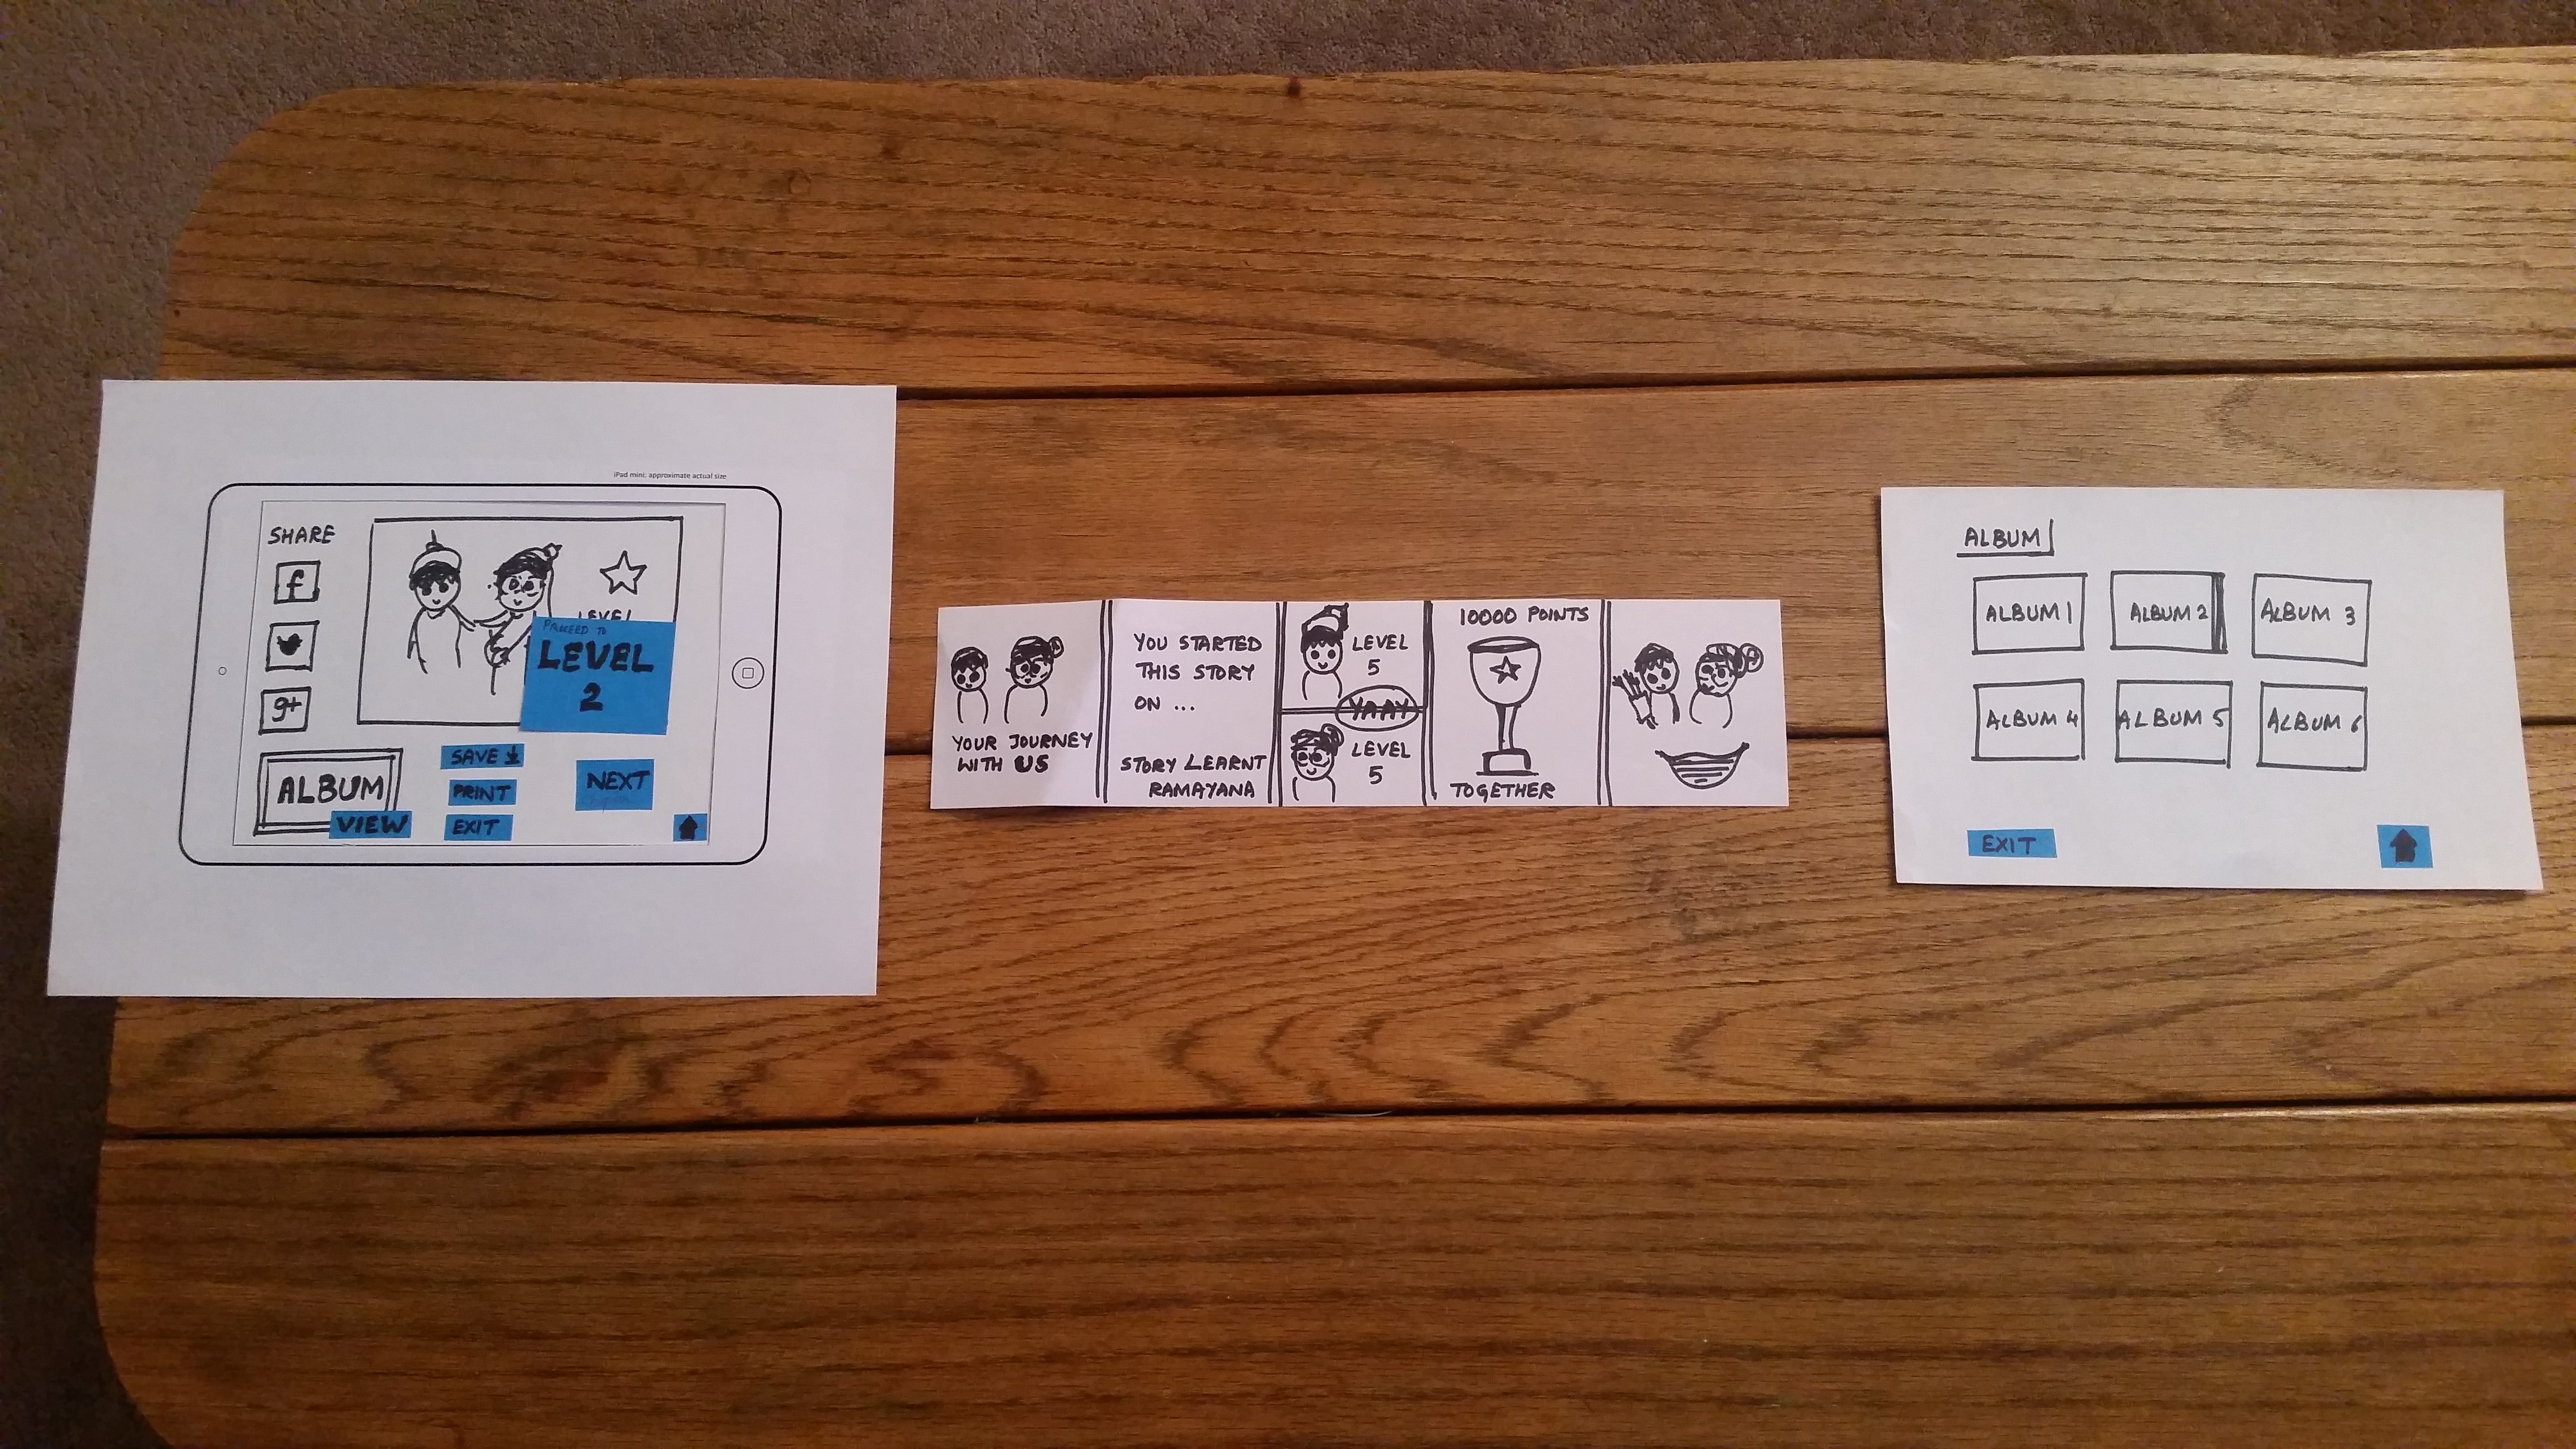 iPad mini: approximate actual size
SHARE
f
g+
LEVEL
PROCEED TO
LEVEL
2
ALBUM
VIEW
SAVE
PRINT
EXIT
NEXT
YOUR JOURNEY
WITH US
YOU STARTED
THIS STORY
ON ...
STORY LEARNT
RAMAYANA
LEVEL
5
YAAY
LEVEL
5
10000 POINTS
TOGETHER
ALBUM
ALBUM 1
ALBUM 2
ALBUM 3
ALBUM 4
ALBUM 5
ALBUM 6
EXIT